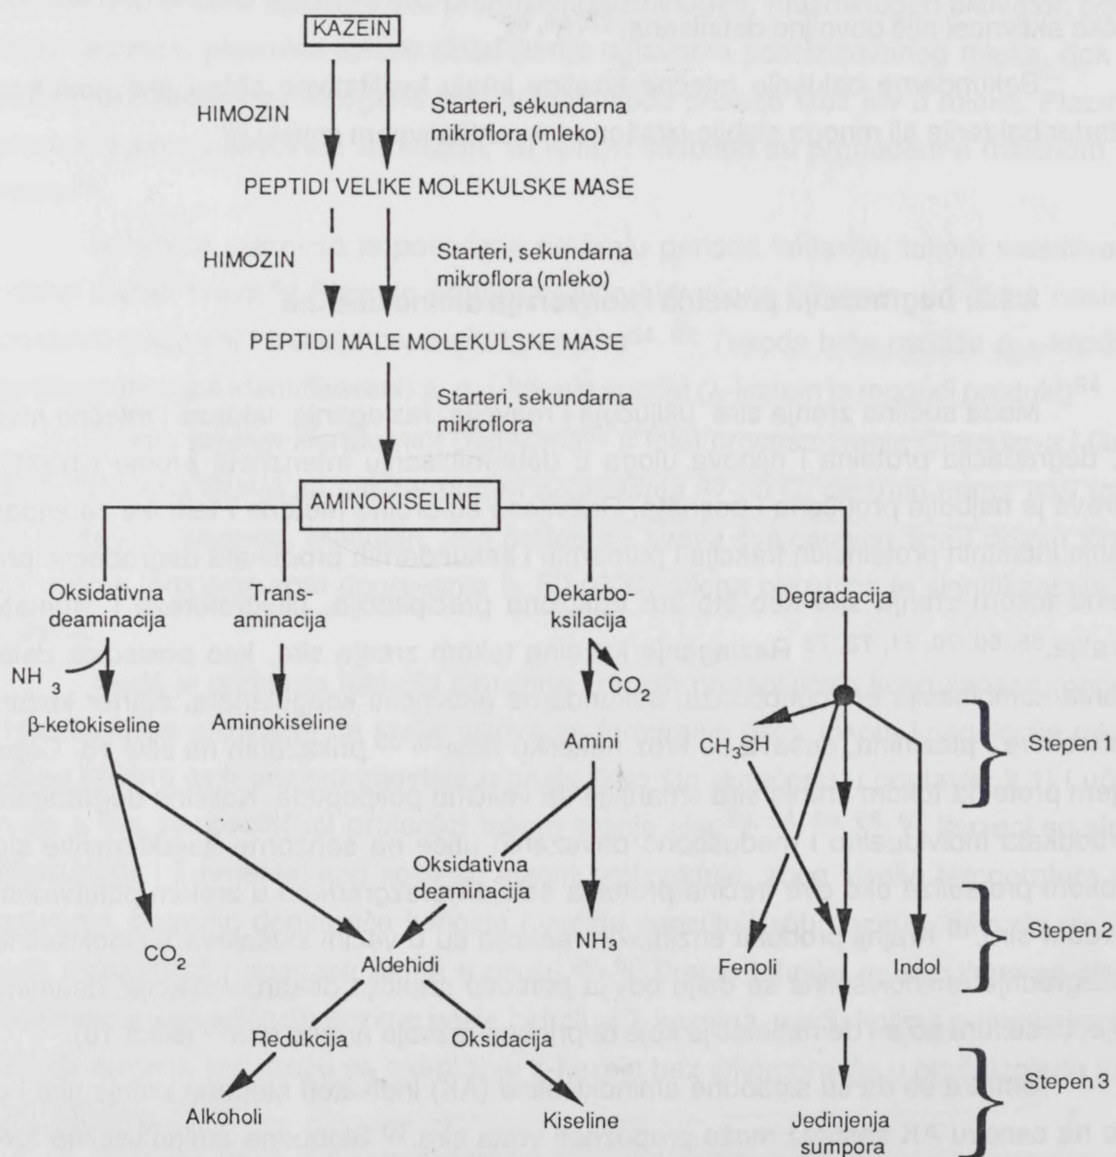 KAZEIN
HIMOZIN
Starteri, sekundarna
mikroflora (mleko)
PEPTIDI VELIKE MOLEKULSKE MASE
HIMOZIN
Starteri, sekundarna
mikroflora (mleko)
PEPTIDI MALE MOLEKULSKE MASE
Starteri, sekundarna
mikroflora
AMINOKISELINE
Oksidativna
deaminacija
Trans-
aminacija
Dekarbo-
ksilacija
Degradacija
NH3
CO2
β-ketokiseline
Aminokiseline
Amini
CH3SH
Stepen 1
Oksidativna
deaminacija
CO2
Aldehidi
NH3
Fenoli
Indol
Stepen 2
Redukcija
Oksidacija
Alkoholi
Kiseline
Jedinjenja
sumpora
Stepen 3